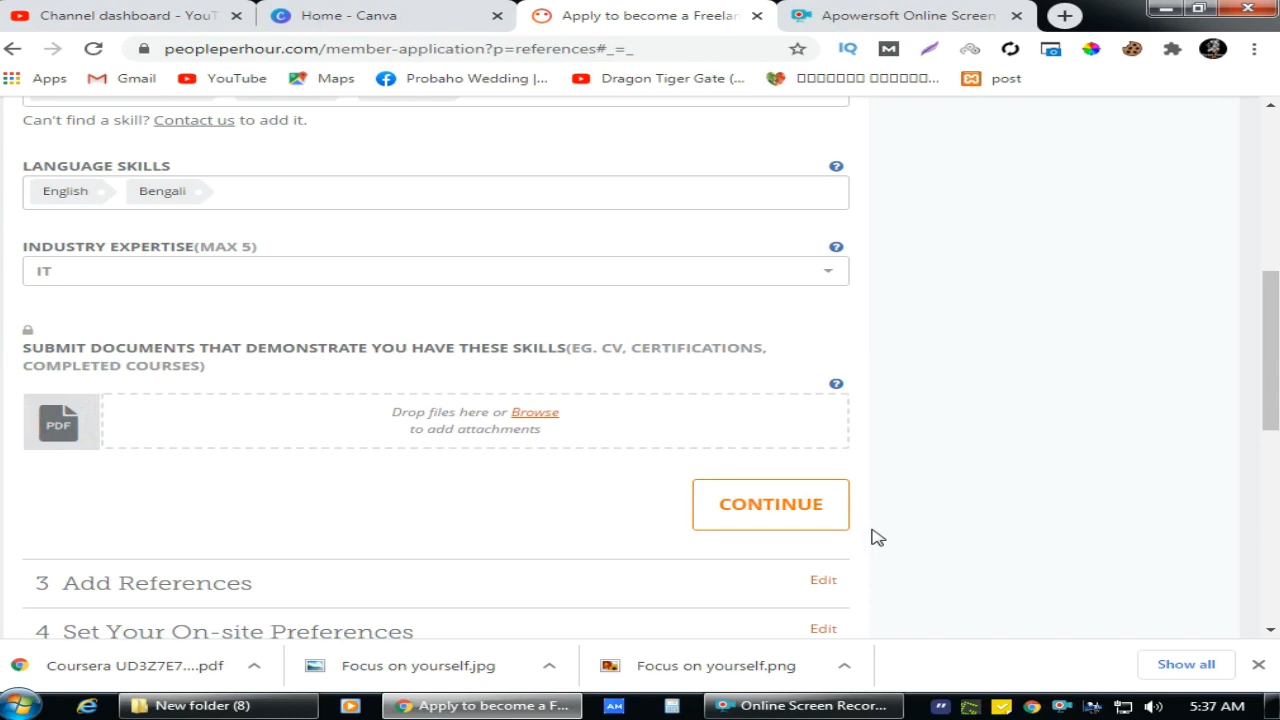 Channel dashboard - YouT
Home - Canva
Apply to become a Freelan
Apowersoft Online Screen
peopleperhour.com/member-application?p=references#_=_
IQ
M
Apps
Gmail
YouTube
Maps
Probaho Wedding |...
Dragon Tiger Gate (...
post
Can't find a skill? Contact us to add it.
LANGUAGE SKILLS
English
Bengali
INDUSTRY EXPERTISE(MAX 5)
IT
SUBMIT DOCUMENTS THAT DEMONSTRATE YOU HAVE THESE SKILLS(EG. CV, CERTIFICATIONS,
COMPLETED COURSES)
PDF
Drop files here or Browse
to add attachments
CONTINUE
3 Add References
Edit
4 Set Your On-site Preferences
Edit
Coursera UD3Z7E7....pdf
Focus on yourself.jpg
Focus on yourself.png
Show all
New folder (8)
Apply to become a F...
AM
Online Screen Recor...
5:37 AM